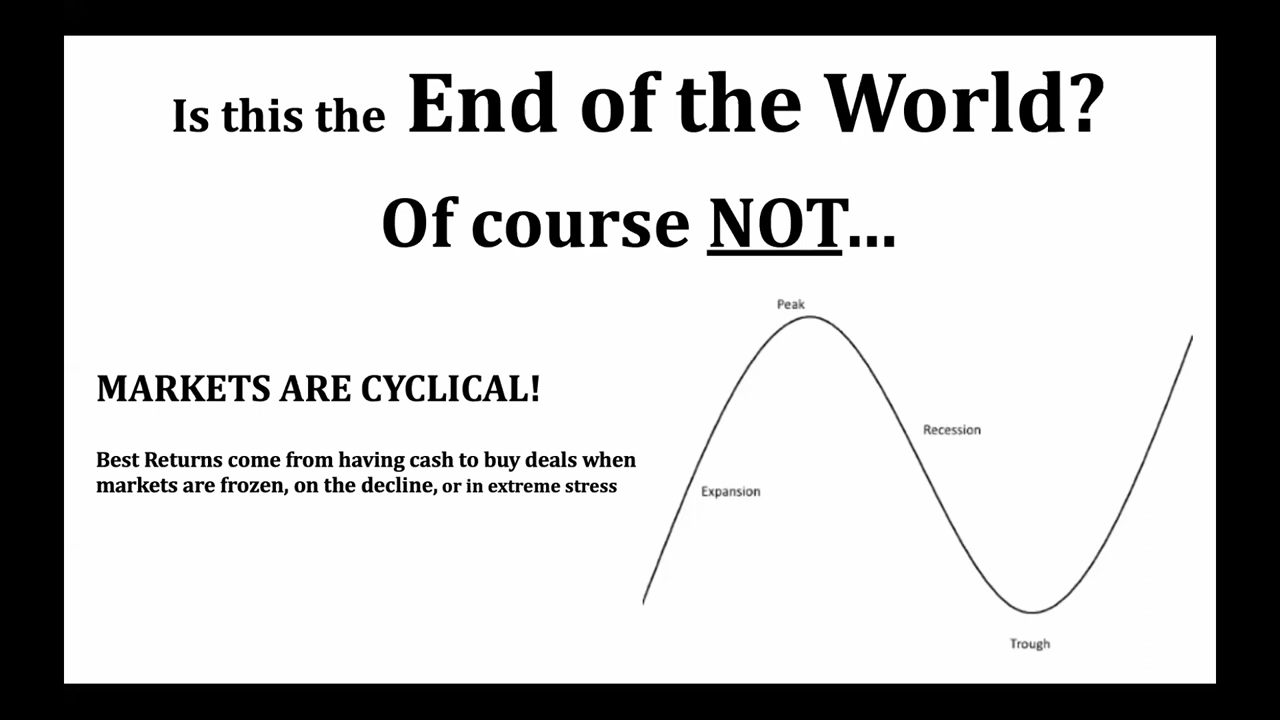 Is this the End of the World?
Of course NOT...
MARKETS ARE CYCLICAL!
Best Returns come from having cash to buy deals when
markets are frozen, on the decline, or in extreme stress
Peak
Recession
Expansion
Trough